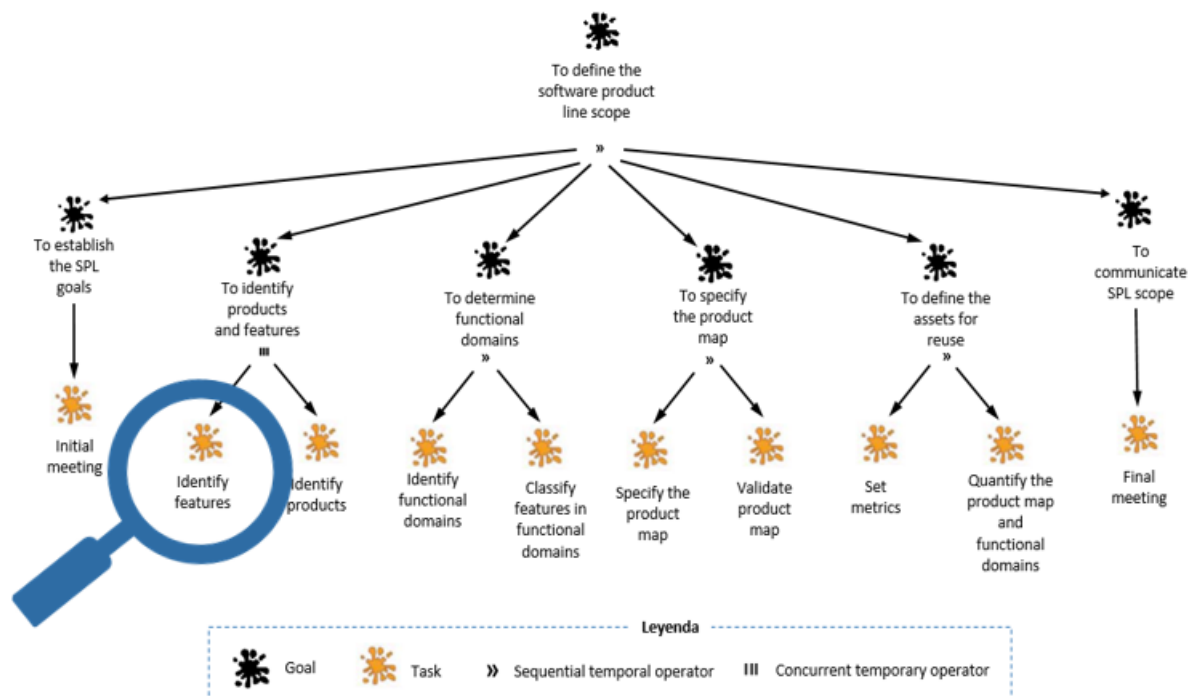 To define the
software product
line scope
»
To establish
the SPL
goals
To identify
products
and features
III
To determine
functional
domains
»
To specify
the product
map
»
To define the
assets for
reuse
»
To
communicate
SPL scope
Initial
meeting
Identify
features
Identify
products
Identify
functional
domains
Classify
features in
functional
domains
Specify the
product
map
Validate
product
map
Set
metrics
Quantify the
product map
and
functional
domains
Final
meeting
Leyenda
Goal
Task
» Sequential temporal operator
III Concurrent temporary operator